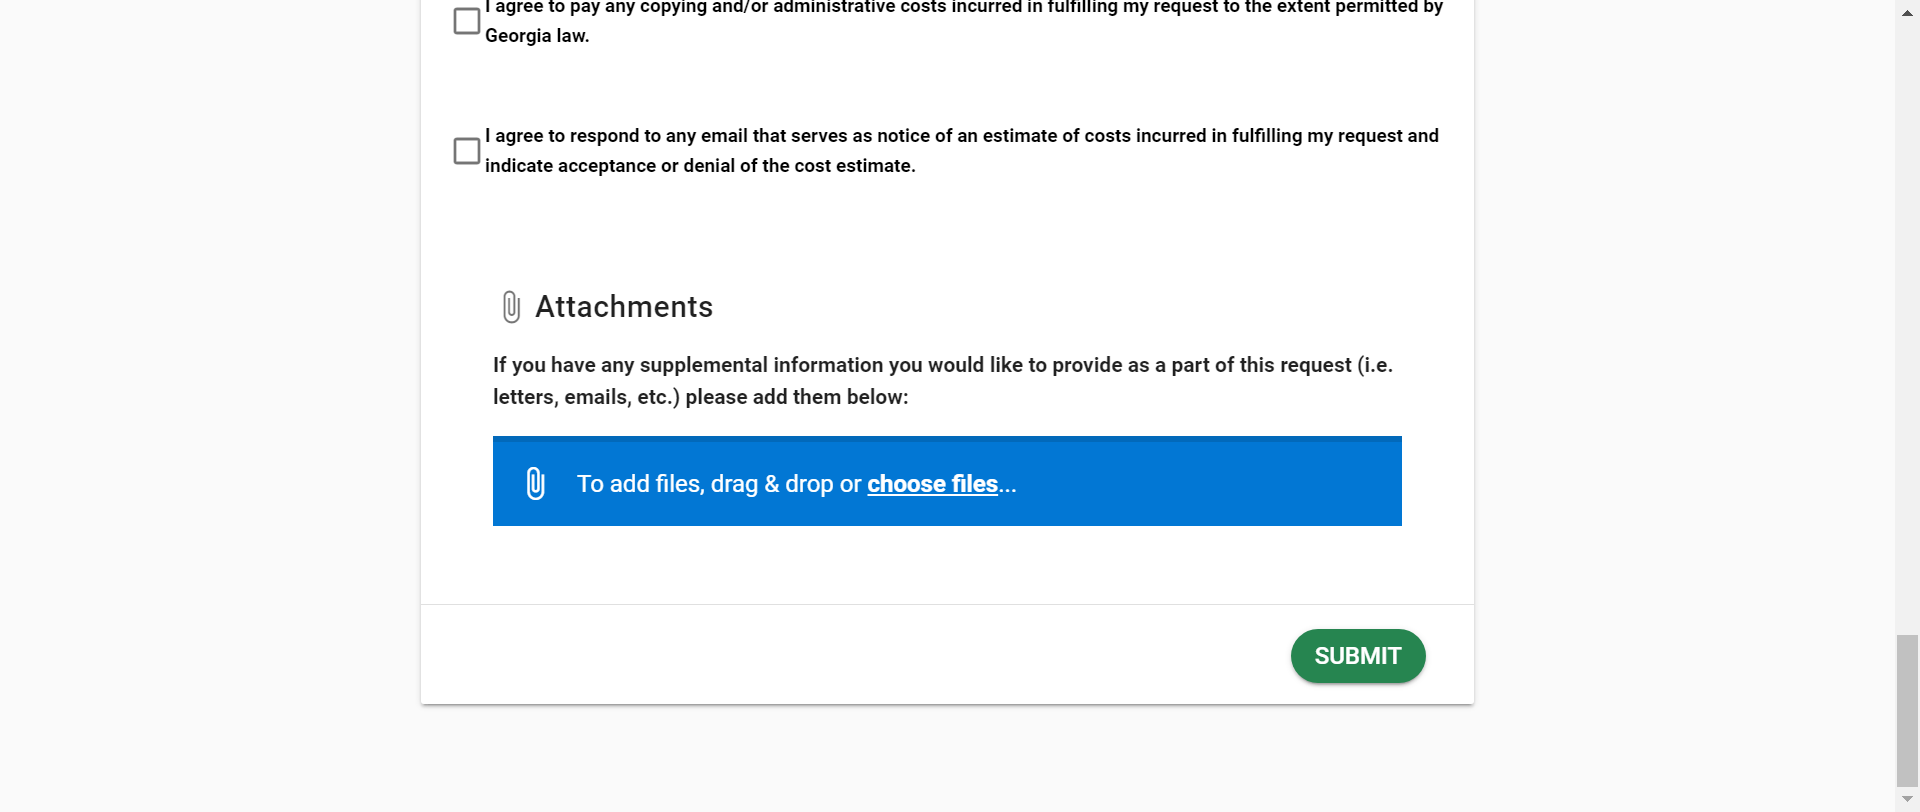 I agree to pay any copying and/or administrative costs incurred in fulfilling my request to the extent permitted by
Georgia law.
I agree to respond to any email that serves as notice of an estimate of costs incurred in fulfilling my request and
indicate acceptance or denial of the cost estimate.
Attachments
If you have any supplemental information you would like to provide as a part of this request (i.e.
letters, emails, etc.) please add them below:
To add files, drag & drop or choose files...
SUBMIT